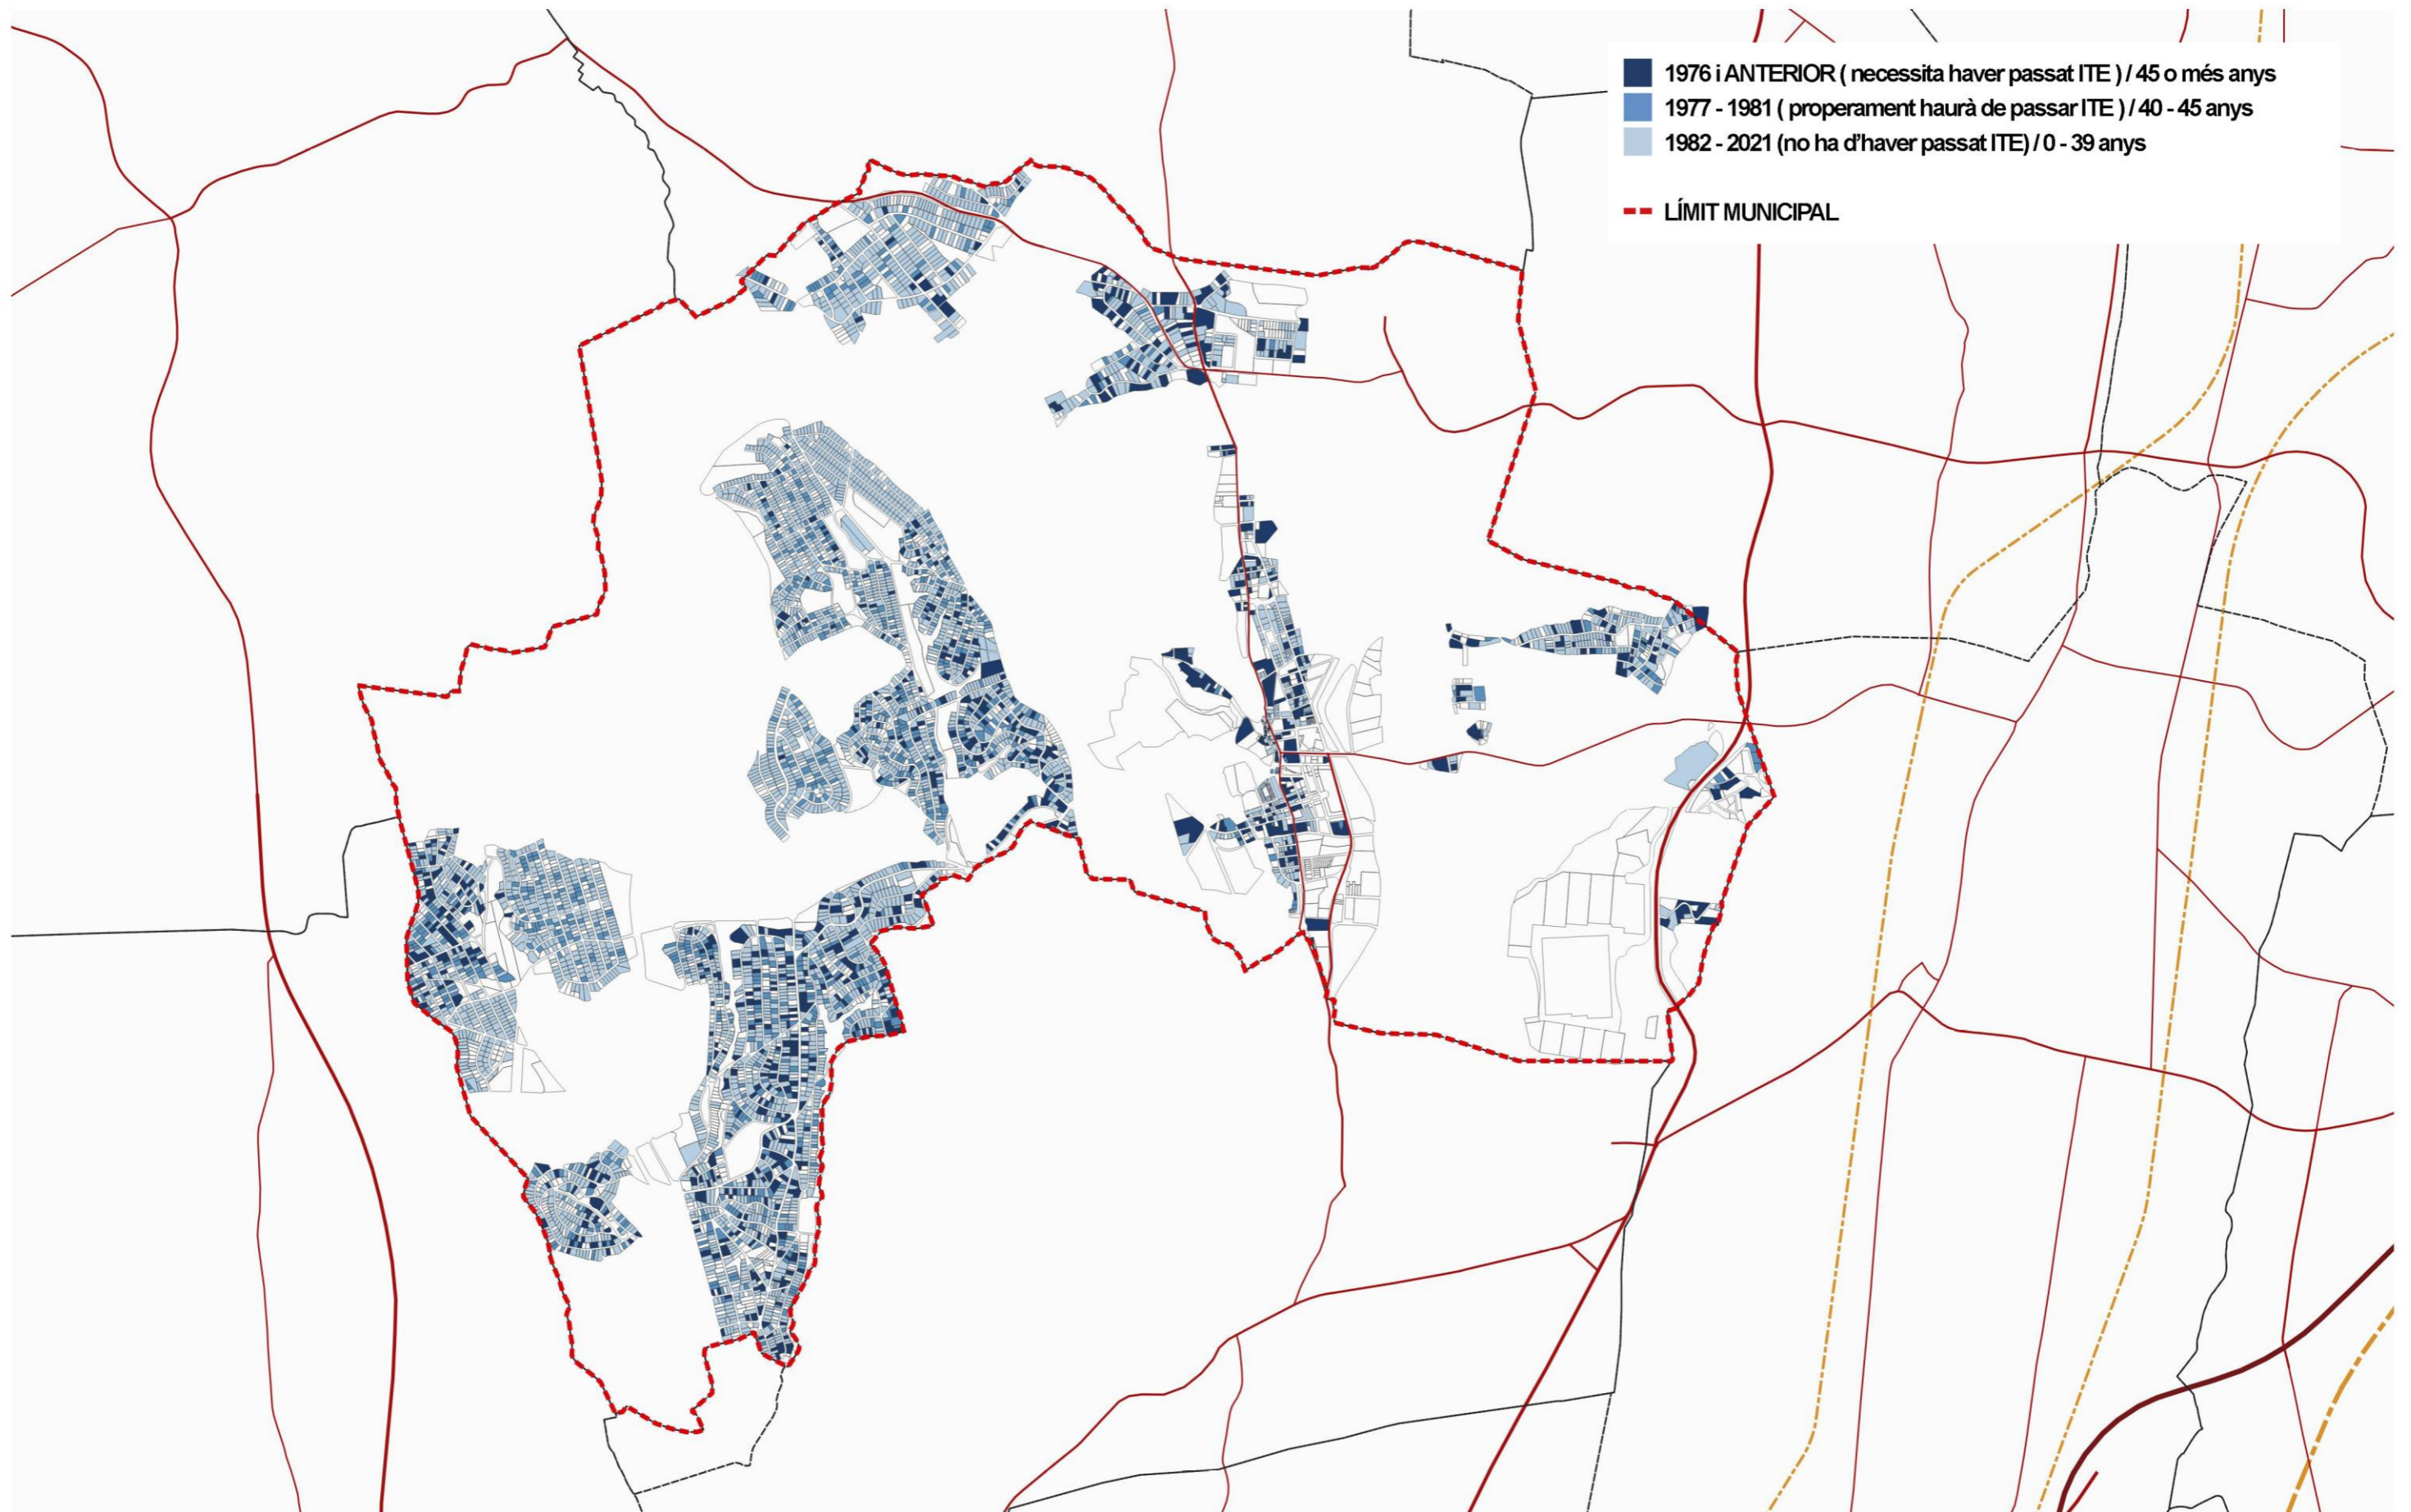 1976 i ANTERIOR ( necessita haver passat ITE ) / 45 o més anys
1977 - 1981 ( properament haurà de passar ITE ) / 40 - 45 anys
1982 - 2021 (no ha d'haver passat ITE) / 0 - 39 anys
LÍMIT MUNICIPAL